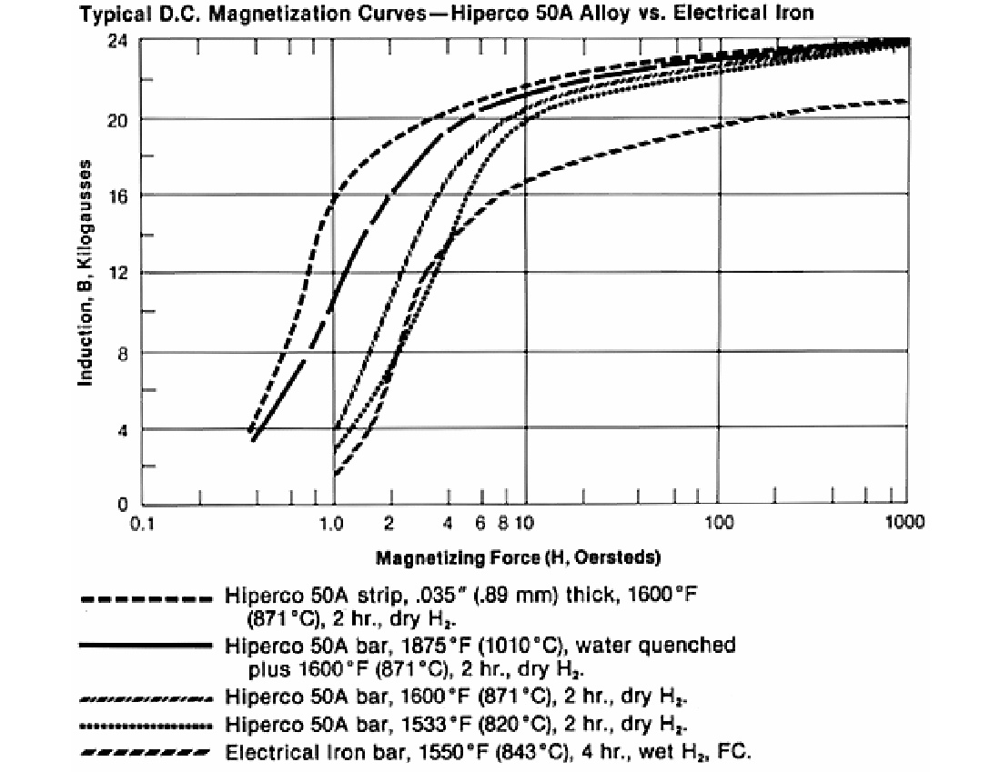 Typical D.C. Magnetization Curves—Hiperco 50A Alloy vs. Electrical Iron
24
20
16
12
8
4
0
Induction, B, Kilogausses
0.1 1.0 2 4 6 8 10 100 1000
Magnetizing Force (H, Oersteds)
Hiperco 50A strip, .035" (.89 mm) thick, 1600°F
(871°C), 2 hr., dry H₂.
Hiperco 50A bar, 1875°F (1010°C), water quenched
plus 1600°F (871°C), 2 hr., dry H₂.
Hiperco 50A bar, 1600°F (871°C), 2 hr., dry H₂.
Hiperco 50A bar, 1533°F (820°C), 2 hr., dry H₂.
Electrical Iron bar, 1550°F (843°C), 4 hr., wet H₂, FC.